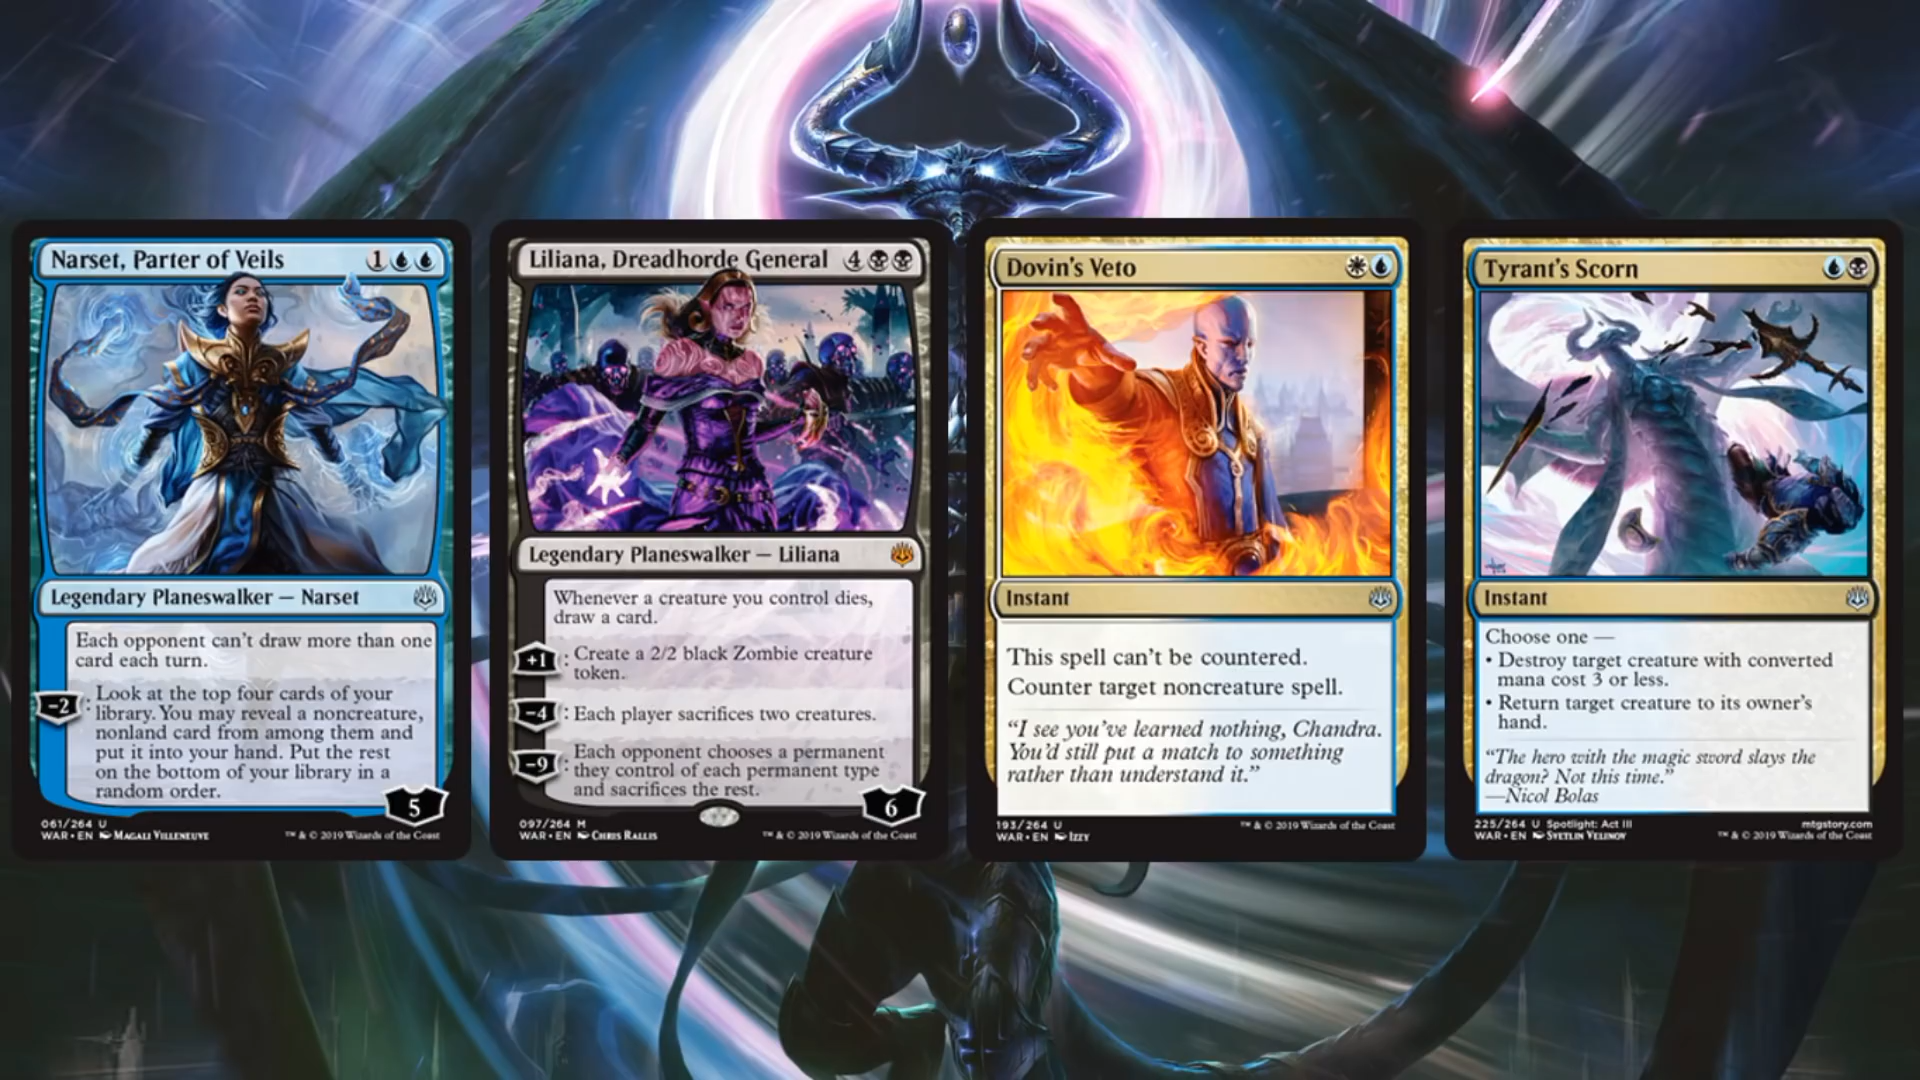 Narset, Parter of Veils 1
Legendary Planeswalker — Narset
Each opponent can't draw more than one
card each turn.
−2: Look at the top four cards of your
library. You may reveal a noncreature,
nonland card from among them and
put it into your hand. Put the rest
on the bottom of your library in a
random order.
5
061/264 U
WAR • EN Magali Villeneuve ™ & © 2019 Wizards of the Coast
Liliana, Dreadhorde General 4
Legendary Planeswalker — Liliana
Whenever a creature you control dies,
draw a card.
+1: Create a 2/2 black Zombie creature
token.
−4: Each player sacrifices two creatures.
−9: Each opponent chooses a permanent
they control of each permanent type
and sacrifices the rest.
6
097/264 M
WAR • EN Chris Rallis ™ & © 2019 Wizards of the Coast
Dovin's Veto
Instant
This spell can't be countered.
Counter target noncreature spell.
"I see you've learned nothing, Chandra.
You'd still put a match to something
rather than understand it."
193/264 U
WAR • EN Izzy ™ & © 2019 Wizards of the Coast
Tyrant's Scorn
Instant
Choose one —
• Destroy target creature with converted
mana cost 3 or less.
• Return target creature to its owner's
hand.
"The hero with the magic sword slays the
dragon? Not this time."
—Nicol Bolas
225/264 U Spotlight: Act III mtgstory.com
WAR • EN Svetlin Velinov ™ & © 2019 Wizards of the Coast